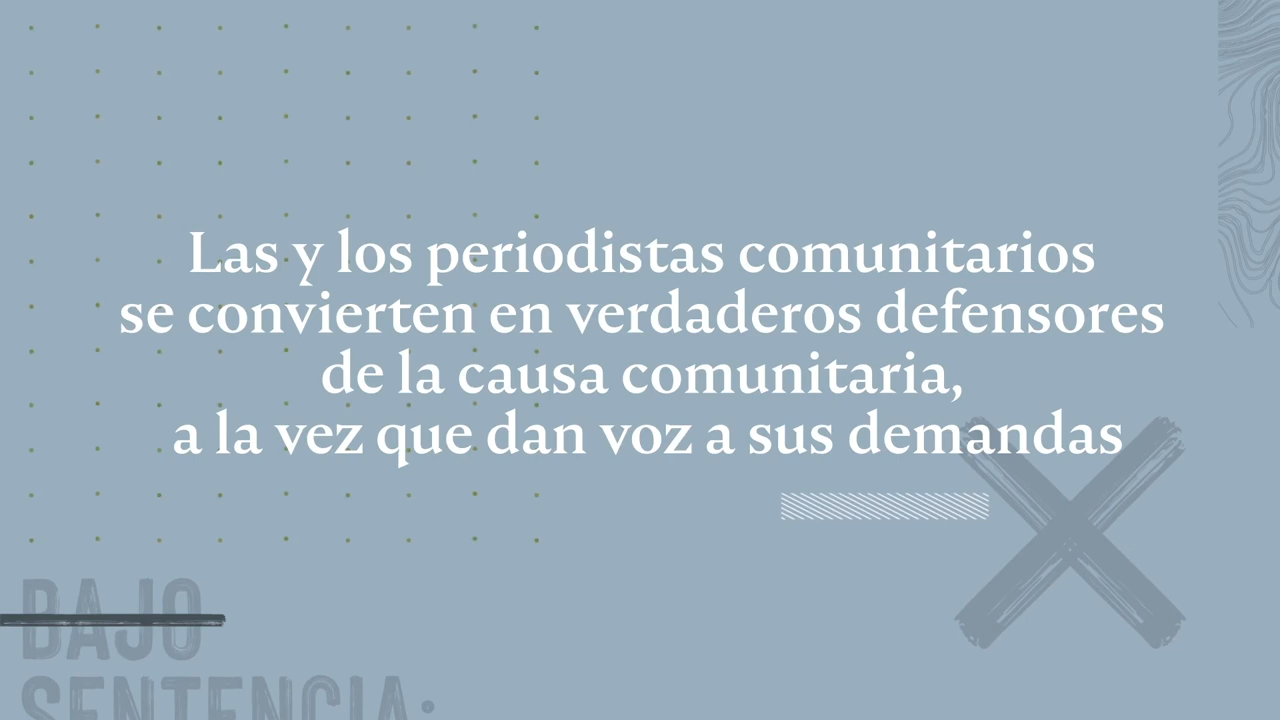 Las y los periodistas comunitarios
se convierten en verdaderos defensores
de la causa comunitaria,
a la vez que dan voz a sus demandas
BAJO
SENTENCIA: